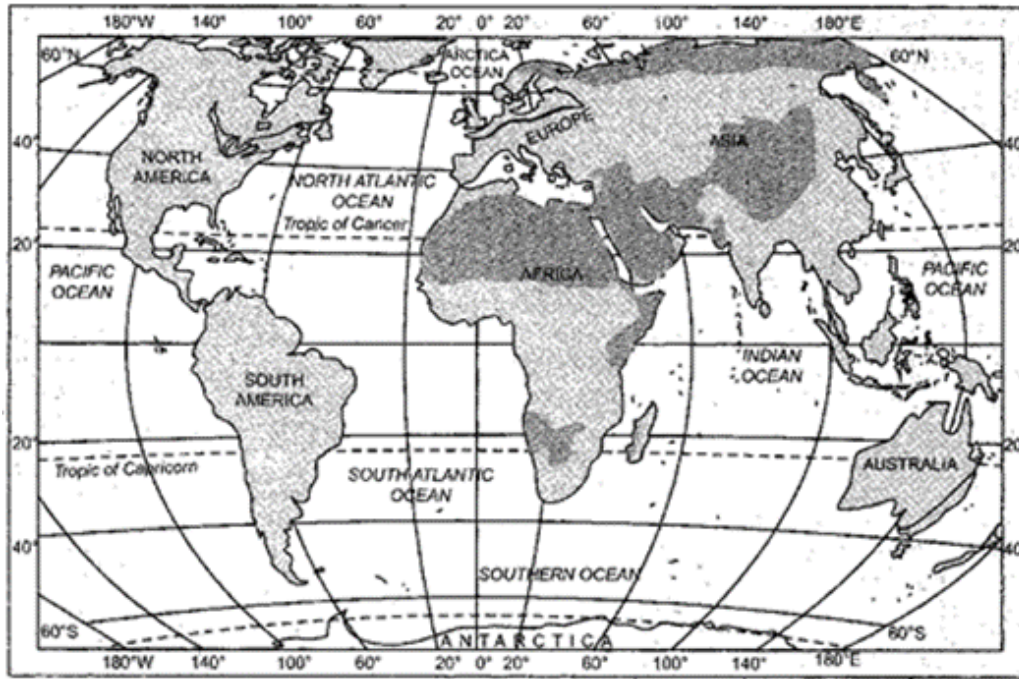 180°W 140° 100° 60° 20° 0° 20° 60° 100° 140° 180°E
60°N
60°N
ARCTICA
OCEAN
EUROPE
ASIA
40°
40°
NORTH
AMERICA
NORTH ATLANTIC
OCEAN
Tropic of Cancer
20°
20°
PACIFIC
OCEAN
AFRICA
PACIFIC
OCEAN
INDIAN
OCEAN
SOUTH
AMERICA
20°
20°
Tropic of Capricorn
SOUTH ATLANTIC
OCEAN
AUSTRALIA
40°
40°
SOUTHERN OCEAN
60°S
60°S
ANTARCTICA
180°W 140° 100° 60° 20° 0° 20° 60° 100° 140° 180°E